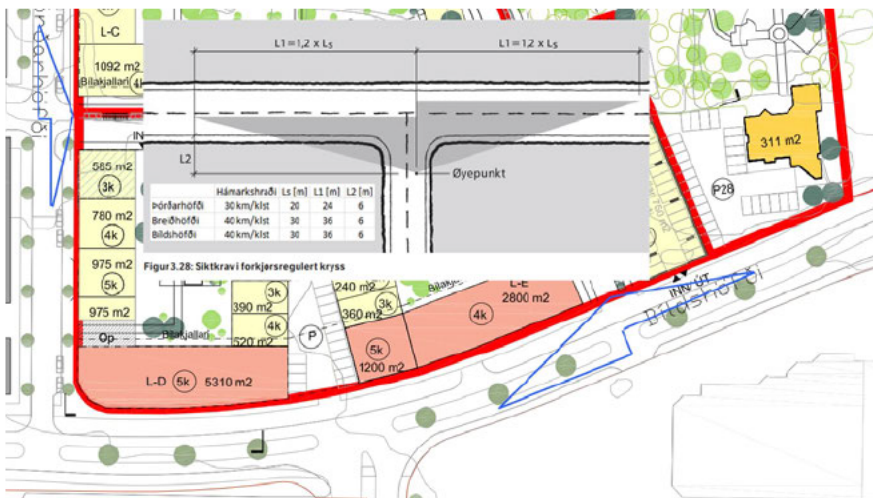 L-C
1092 m2
Bílakjallari
L1=1,2 x Ls
L1=1,2 x Ls
IN
L2
Øyepunkt
Hámarkshraði Ls [m] L1 [m] L2 [m]
Þórðarhöfði 30 km/klst 20 24 6
Breiðhöfði 40 km/klst 30 36 6
Bíldshöfði 40 km/klst 30 36 6
Figur 3.28: Siktkrav i forkjørsregulert kryss
311 m2
P28
585 m2
3k
780 m2
4k
975 m2
5k
975 m2
Op
Bílakjallari
240 m2
3k
390 m2
4k
520 m2
360 m2
P
5k
1200 m2
L-E
2800 m2
4k
INN ÚT
Bíldshöfði
L-D 5k 5310 m2